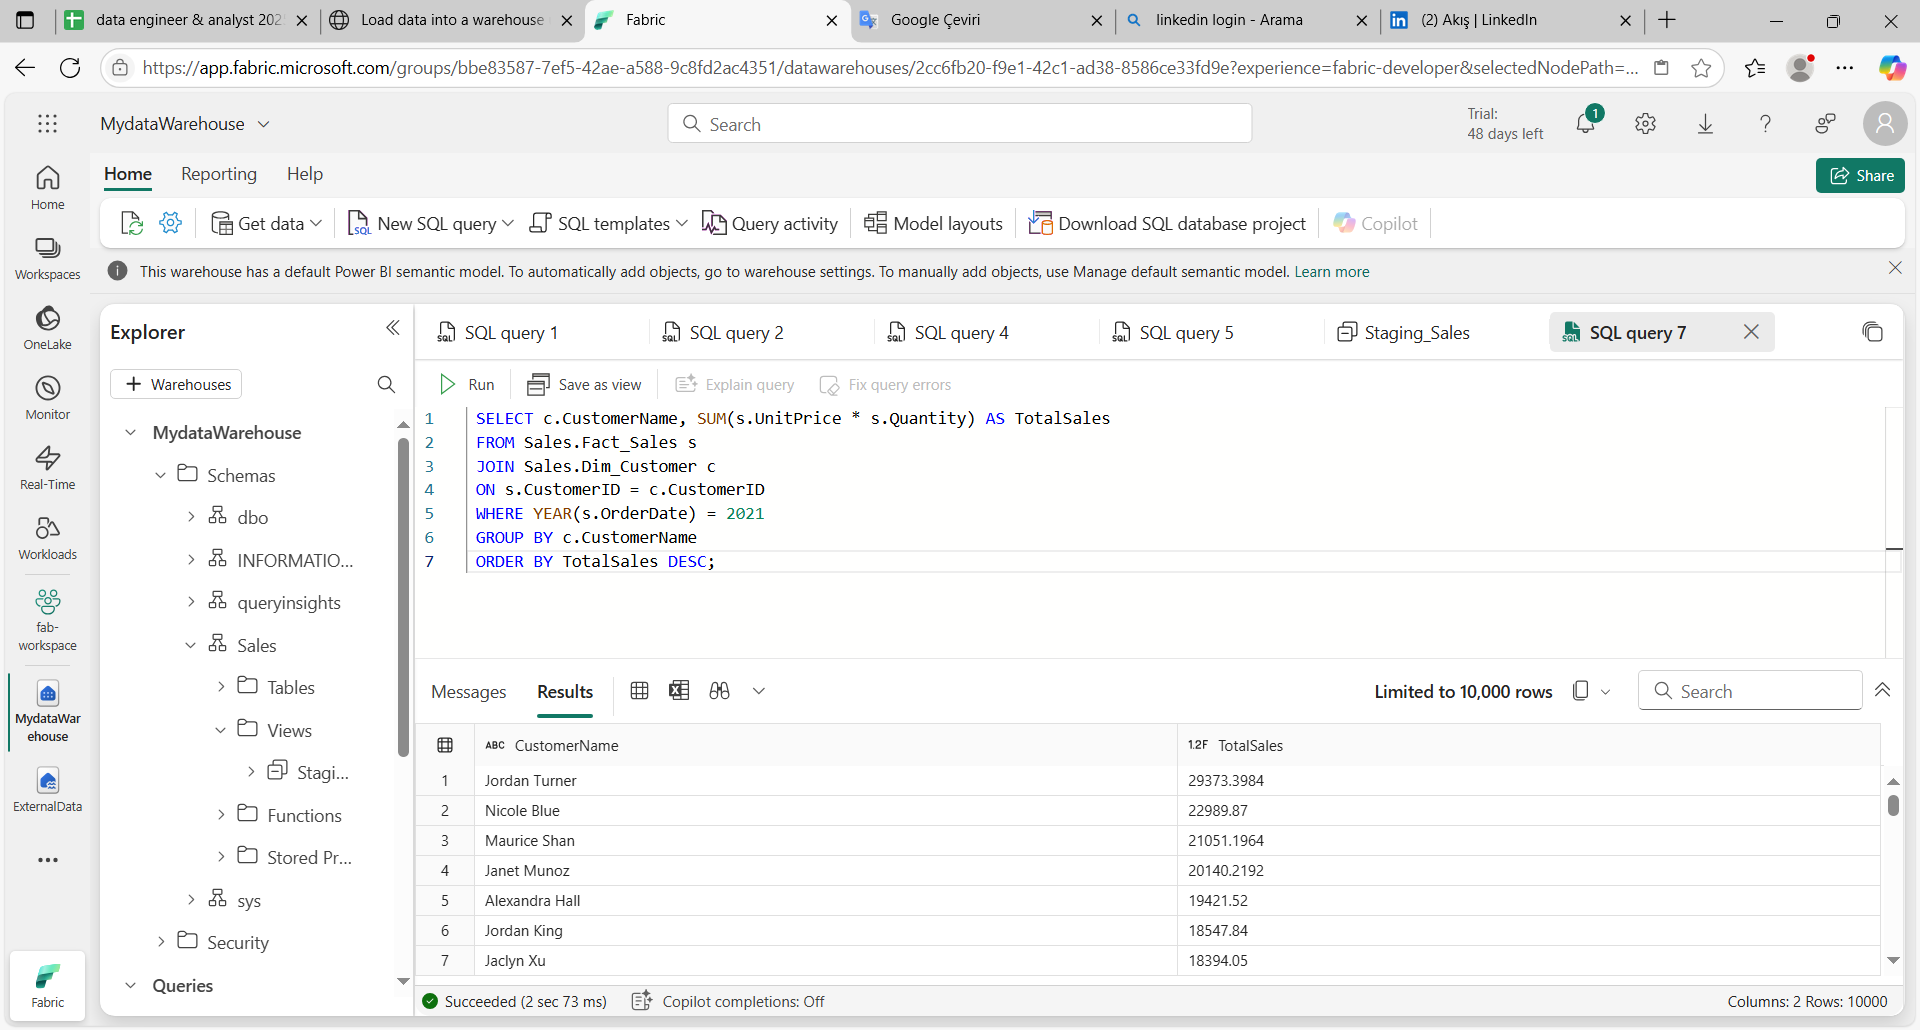 data engineer & analyst 202
Load data into a warehouse
Fabric
Google Çeviri
linkedin login - Arama
(2) Akış | LinkedIn
https://app.fabric.microsoft.com/groups/bbe83587-7ef5-42ae-a588-9c8fd2ac4351/datawarehouses/2cc6fb20-f9e1-42c1-ad38-8586ce33fd9e?experience=fabric-developer&selectedNodePath=...
MydataWarehouse
Search
Trial:
48 days left
1
Home
Reporting
Help
Share
Get data
New SQL query
SQL templates
Query activity
Model layouts
Download SQL database project
Copilot
This warehouse has a default Power BI semantic model. To automatically add objects, go to warehouse settings. To manually add objects, use Manage default semantic model. Learn more
Home
Workspaces
OneLake
Monitor
Real-Time
Workloads
fab-
workspace
MydataWar
ehouse
ExternalData
Fabric
Explorer
Warehouses
MydataWarehouse
Schemas
dbo
INFORMATIO...
queryinsights
Sales
Tables
Views
Stagi...
Functions
Stored Pr...
sys
Security
Queries
SQL query 1
SQL query 2
SQL query 4
SQL query 5
Staging_Sales
SQL query 7
Run
Save as view
Explain query
Fix query errors
1 SELECT c.CustomerName, SUM(s.UnitPrice * s.Quantity) AS TotalSales
2 FROM Sales.Fact_Sales s
3 JOIN Sales.Dim_Customer c
4 ON s.CustomerID = c.CustomerID
5 WHERE YEAR(s.OrderDate) = 2021
6 GROUP BY c.CustomerName
7 ORDER BY TotalSales DESC;
Messages
Results
Limited to 10,000 rows
Search
ABC CustomerName 1.2F TotalSales
1 Jordan Turner 29373.3984
2 Nicole Blue 22989.87
3 Maurice Shan 21051.1964
4 Janet Munoz 20140.2192
5 Alexandra Hall 19421.52
6 Jordan King 18547.84
7 Jaclyn Xu 18394.05
Succeeded (2 sec 73 ms)
Copilot completions: Off
Columns: 2 Rows: 10000